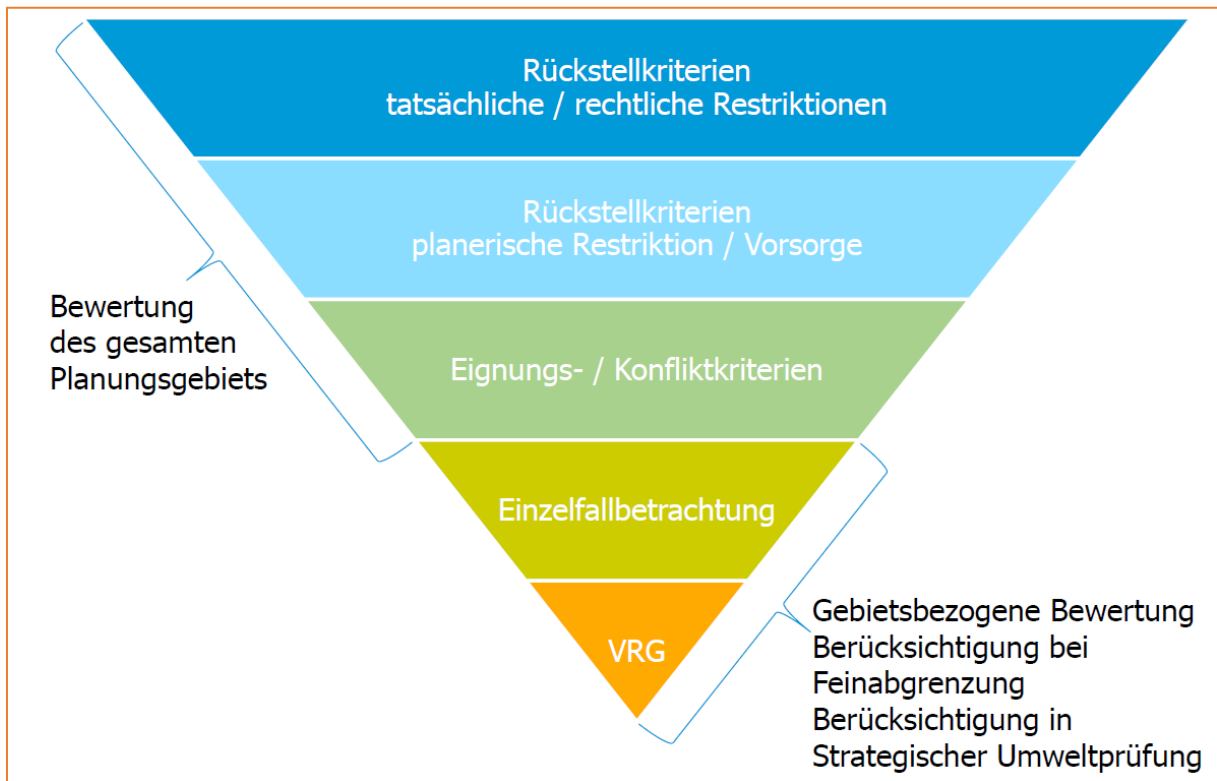 Rückstellkriterien
tatsächliche / rechtliche Restriktionen
Rückstellkriterien
planerische Restriktion / Vorsorge
Bewertung
des gesamten
Planungsgebiets
Eignungs- / Konfliktkriterien
Einzelfallbetrachtung
VRG
Gebietsbezogene Bewertung
Berücksichtigung bei
Feinabgrenzung
Berücksichtigung in
Strategischer Umweltprüfung